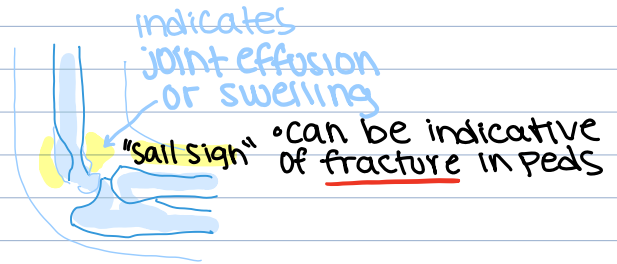 indicates
joint effusion
or swelling
"Sail Sign" •can be indicative
of fracture in peds